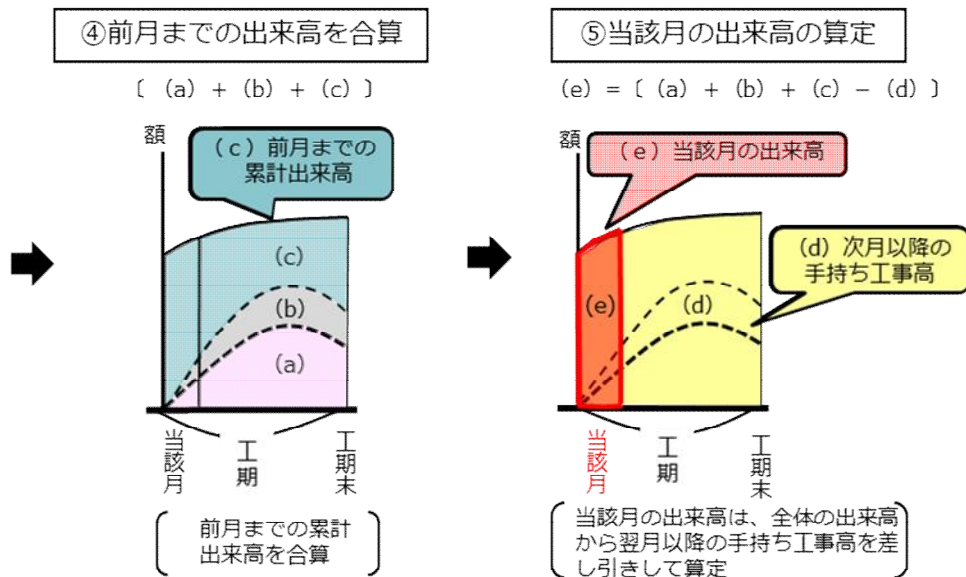 ④前月までの出来高を合算
〔 (a) + (b) + (c) 〕
額
(c) 前月までの
累計出来高
(c)
(b)
(a)
当該月
工期
工期末
前月までの累計
出来高を合算
⑤当該月の出来高の算定
(e) =〔 (a) + (b) + (c) − (d) 〕
額
(e) 当該月の出来高
(d) 次月以降の
手持ち工事高
(e)
(d)
当該月
工期
工期末
当該月の出来高は、全体の出来高
から翌月以降の手持ち工事高を差
し引きして算定